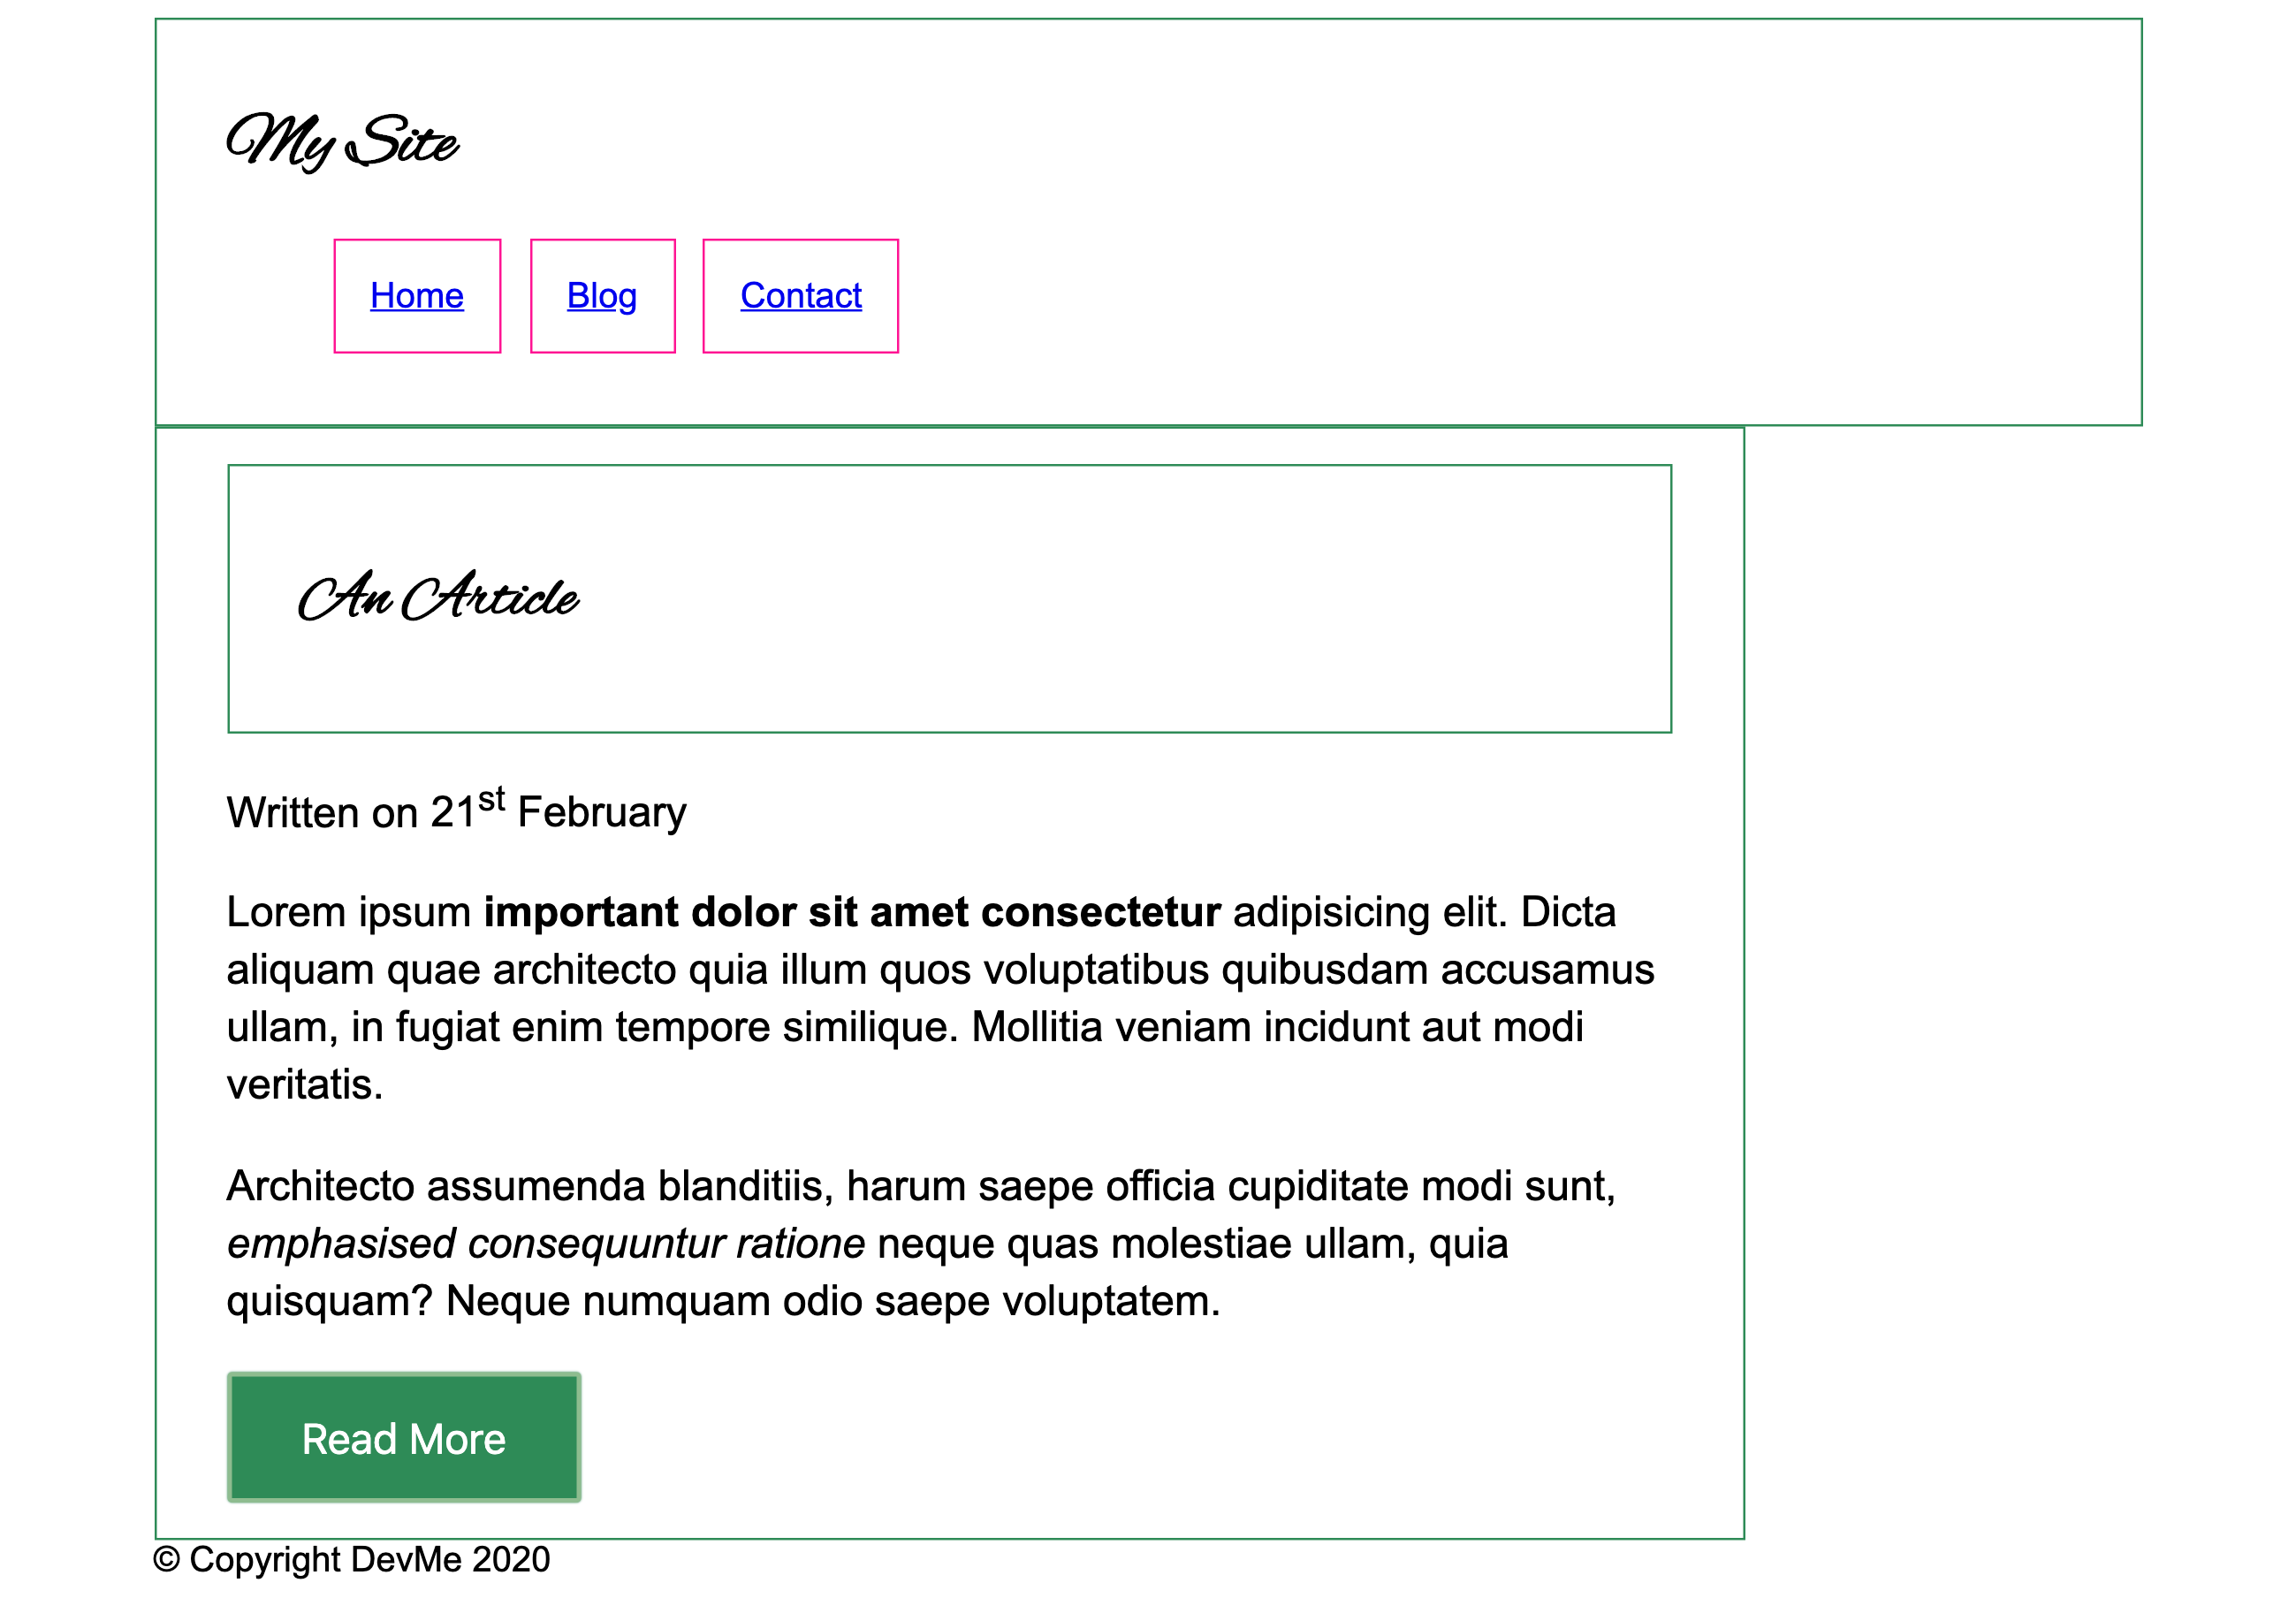 My Site
Home Blog Contact
An Article
Written on 21st February
Lorem ipsum important dolor sit amet consectetur adipisicing elit. Dicta
aliquam quae architecto quia illum quos voluptatibus quibusdam accusamus
ullam, in fugiat enim tempore similique. Mollitia veniam incidunt aut modi
veritatis.
Architecto assumenda blanditiis, harum saepe officia cupiditate modi sunt,
emphasised consequuntur ratione neque quas molestiae ullam, quia
quisquam? Neque numquam odio saepe voluptatem.
Read More
© Copyright DevMe 2020